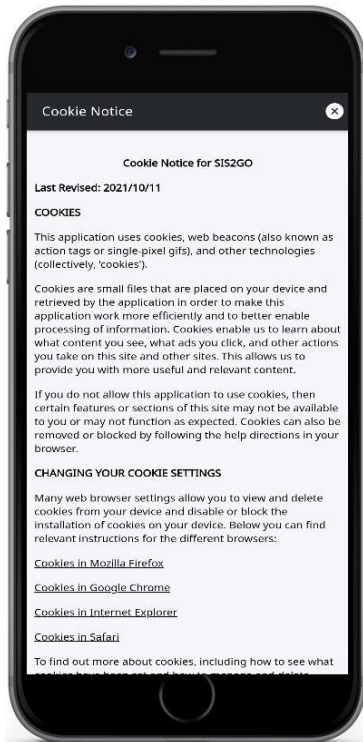 Cookie Notice
Cookie Notice for SIS2GO
Last Revised: 2021/10/11
COOKIES
This application uses cookies, web beacons (also known as
action tags or single-pixel gifs), and other technologies
(collectively, 'cookies').
Cookies are small files that are placed on your device and
retrieved by the application in order to make this
application work more efficiently and to better enable
processing of information. Cookies enable us to learn about
what content you see, what ads you click, and other actions
you take on this site and other sites. This allows us to
provide you with more useful and relevant content.
If you do not allow this application to use cookies, then
certain features or sections of this site may not be available
to you or may not function as expected. Cookies can also be
removed or blocked by following the help directions in your
browser.
CHANGING YOUR COOKIE SETTINGS
Many web browser settings allow you to view and delete
cookies from your device and disable or block the
installation of cookies on your device. Below you can find
relevant instructions for the different browsers:
Cookies in Mozilla Firefox
Cookies in Google Chrome
Cookies in Internet Explorer
Cookies in Safari
To find out more about cookies, including how to see what